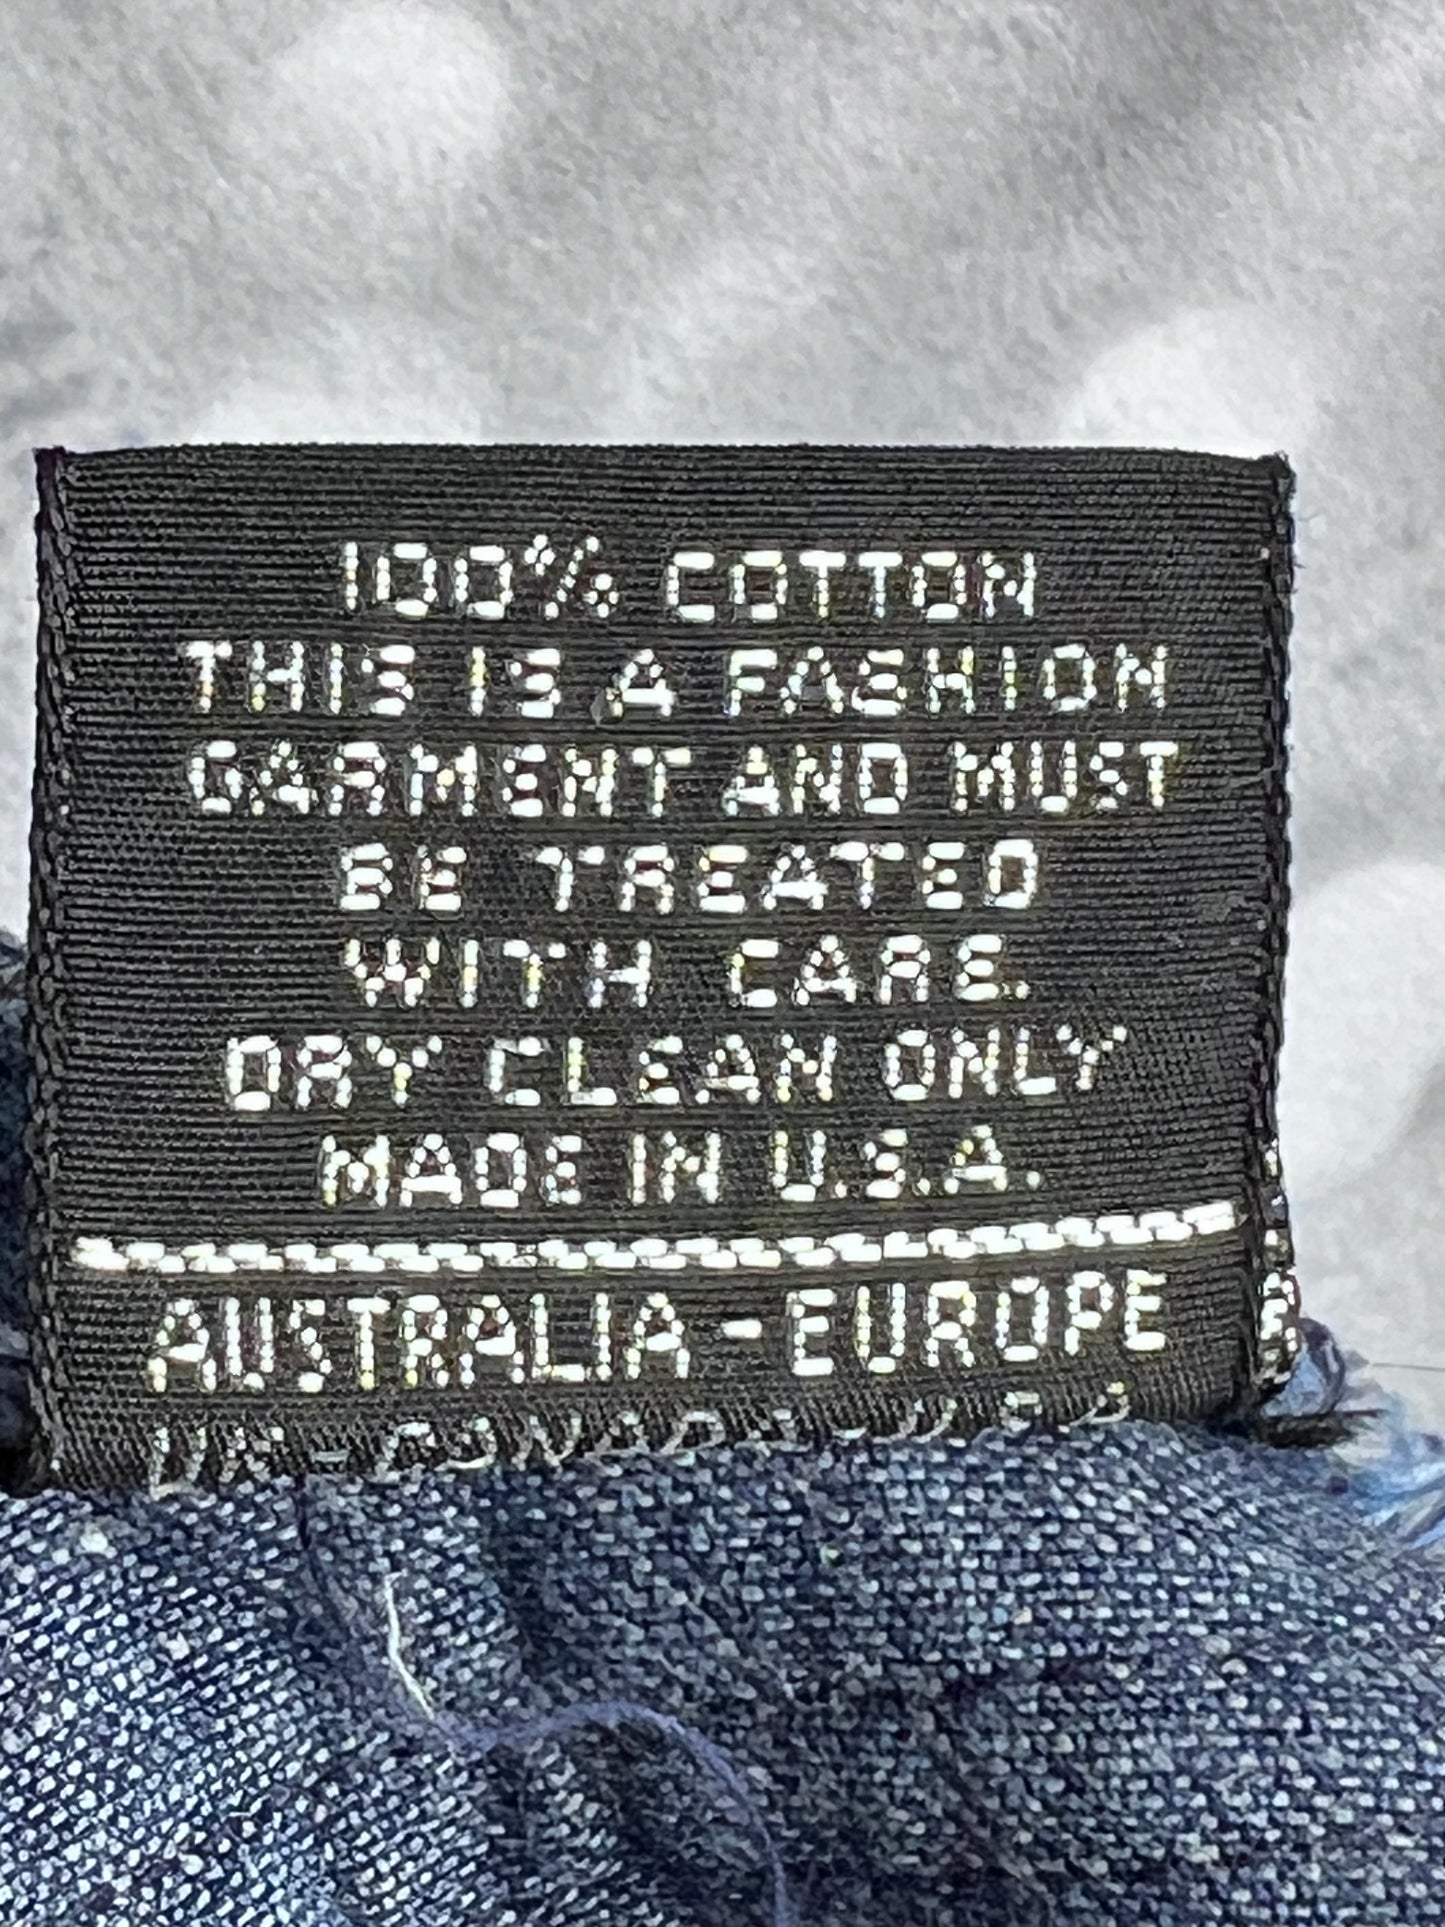 100% COTTON
THIS IS A FASHION
GARMENT AND MUST
BE TREATED
WITH CARE.
DRY CLEAN ONLY
MADE IN U.S.A.
AUSTRALIA-EUROPE